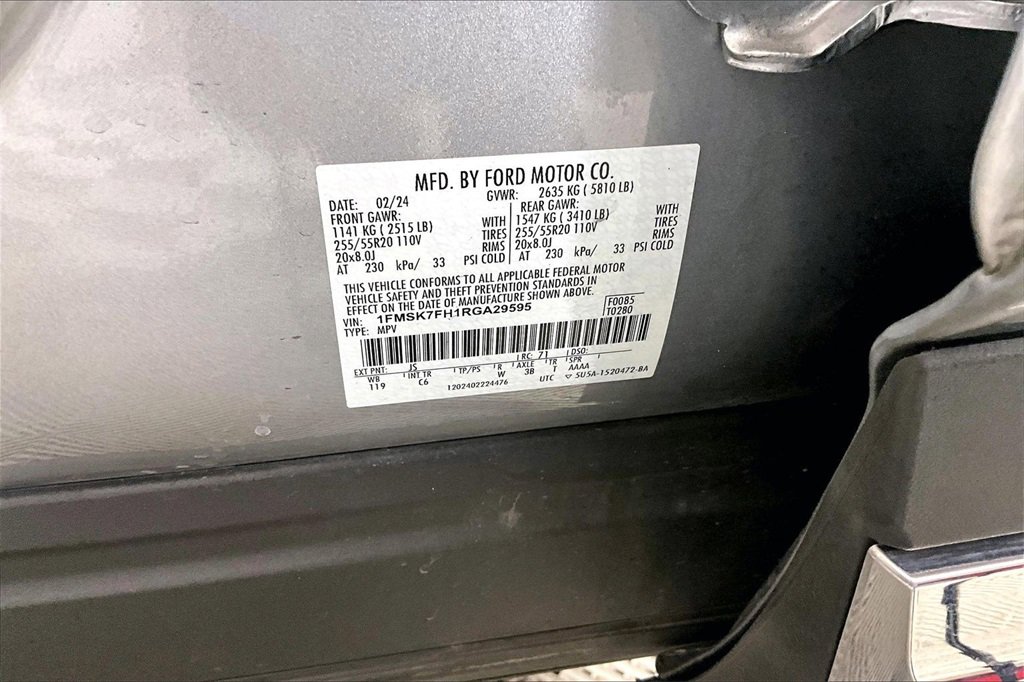 MFD. BY FORD MOTOR CO.
DATE: 02/24 GVWR: 2635 KG ( 5810 LB)
FRONT GAWR: REAR GAWR:
1141 KG ( 2515 LB) WITH 1547 KG ( 3410 LB) WITH
255/55R20 110V TIRES 255/55R20 110V TIRES
20x8.0J RIMS 20x8.0J RIMS
AT 230 kPa/ 33 PSI COLD AT 230 kPa/ 33 PSI COLD
THIS VEHICLE CONFORMS TO ALL APPLICABLE FEDERAL MOTOR
VEHICLE SAFETY AND THEFT PREVENTION STANDARDS IN
EFFECT ON THE DATE OF MANUFACTURE SHOWN ABOVE.
VIN: 1FMSK7FH1RGA29595 F0085
TYPE: MPV T0280
EXT PNT: JS RC: 71 DSO:
WB INT TR TP/PS R AXLE TR SPR
119 C6 W 3B T AAAA
1202402224476 UTC ▽ 5U5A-1520472-BA